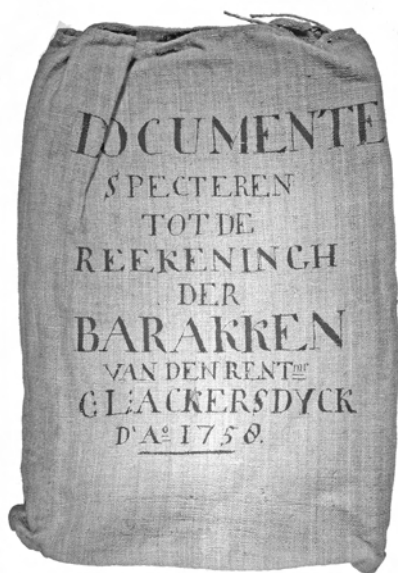 DOCUMENTE
SPECTEREN
TOT DE
REEKENINGH
DER
BARAKKEN
VAN DEN RENTmr
C: L: ACKERSDYCK
D' Ao 1758.